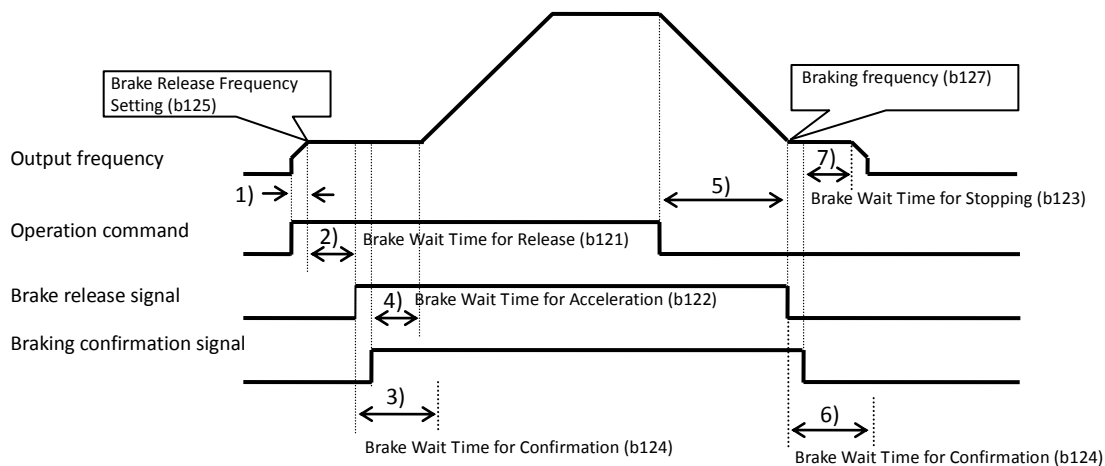 Brake Release Frequency
Setting (b125)
Braking frequency (b127)
Output frequency
1)
7)
5)
Brake Wait Time for Stopping (b123)
Operation command
2)
Brake Wait Time for Release (b121)
Brake release signal
4)
Brake Wait Time for Acceleration (b122)
Braking confirmation signal
3)
6)
Brake Wait Time for Confirmation (b124)
Brake Wait Time for Confirmation (b124)